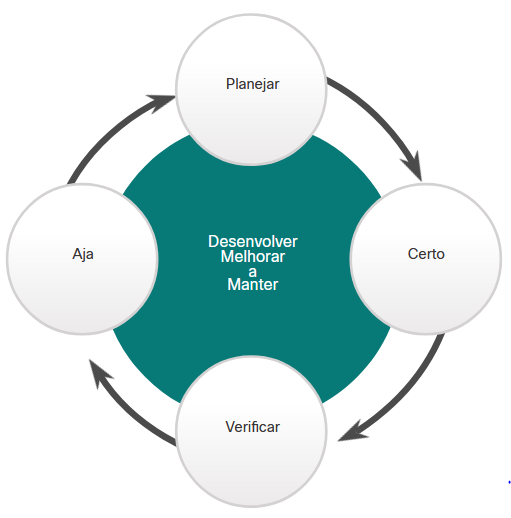 Planejar
Aja
Desenvolver
Melhorar
a
Manter
Certo
Verificar